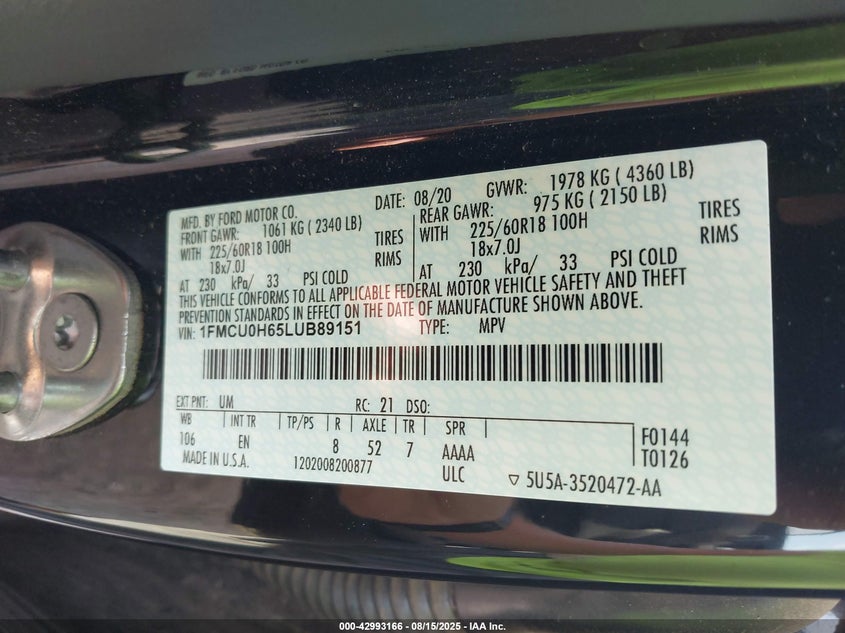 MFD. BY FORD MOTOR CO. DATE: 08/20 GVWR: 1978 KG ( 4360 LB)
FRONT GAWR: 1061 KG ( 2340 LB) REAR GAWR: 975 KG ( 2150 LB)
WITH 225/60R18 100H TIRES WITH 225/60R18 100H TIRES
18x7.0J RIMS 18x7.0J RIMS
AT 230 kPa/ 33 PSI COLD AT 230 kPa/ 33 PSI COLD
THIS VEHICLE CONFORMS TO ALL APPLICABLE FEDERAL MOTOR VEHICLE SAFETY AND THEFT
PREVENTION STANDARDS IN EFFECT ON THE DATE OF MANUFACTURE SHOWN ABOVE.
VIN: 1FMCU0H65LUB89151 TYPE: MPV
EXT PNT: UM RC: 21 DSO:
WB INT TR TP/PS R AXLE TR SPR
106 EN 8 52 7 AAAA F0144
MADE IN U.S.A. 1202008200877 ULC T0126
▽ 5U5A-3520472-AA
000-42993166 - 08/15/2025 - IAA Inc.